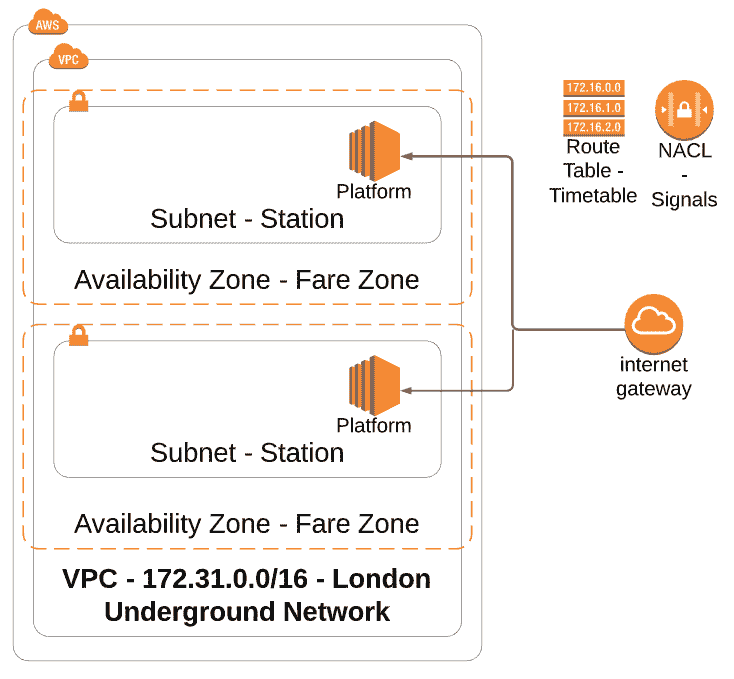 AWS
VPC
Platform
Subnet - Station
Availability Zone - Fare Zone
Platform
Subnet - Station
Availability Zone - Fare Zone
VPC - 172.31.0.0/16 - London
Underground Network
172.16.0.0
172.16.1.0
172.16.2.0
Route
Table -
Timetable
NACL
-
Signals
internet
gateway